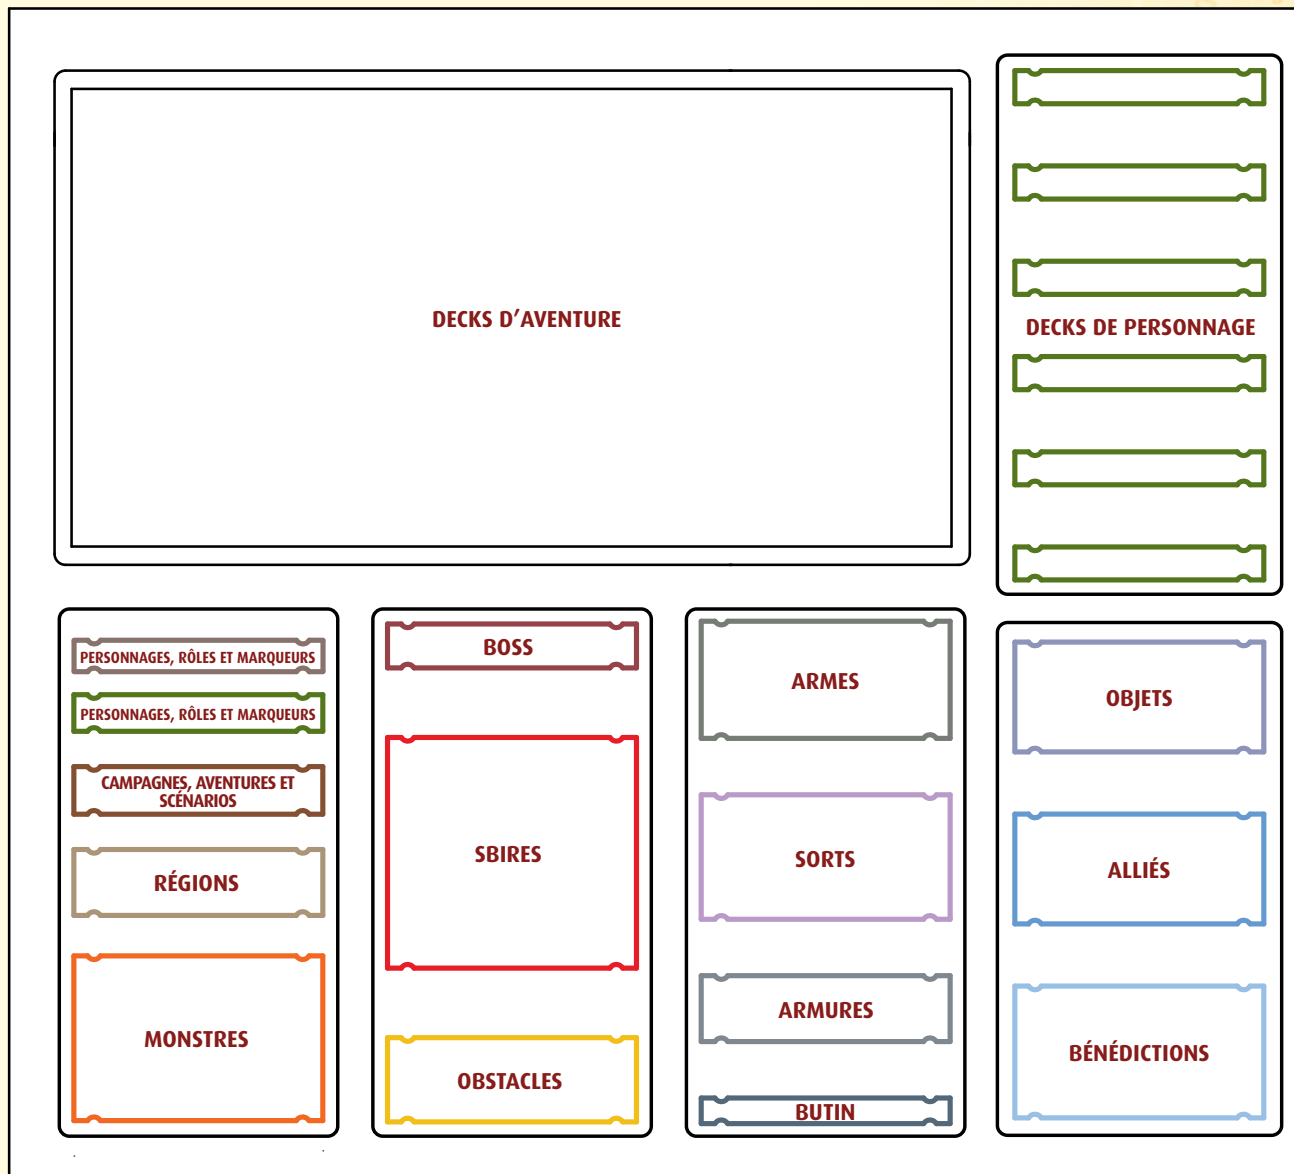 DECKS D'AVENTURE
DECKS DE PERSONNAGE
PERSONNAGES, RÔLES ET MARQUEURS
PERSONNAGES, RÔLES ET MARQUEURS
CAMPAGNES, AVENTURES ET
SCÉNARIOS
RÉGIONS
MONSTRES
BOSS
SBIRES
OBSTACLES
ARMES
SORTS
ARMURES
BUTIN
OBJETS
ALLIÉS
BÉNÉDICTIONS